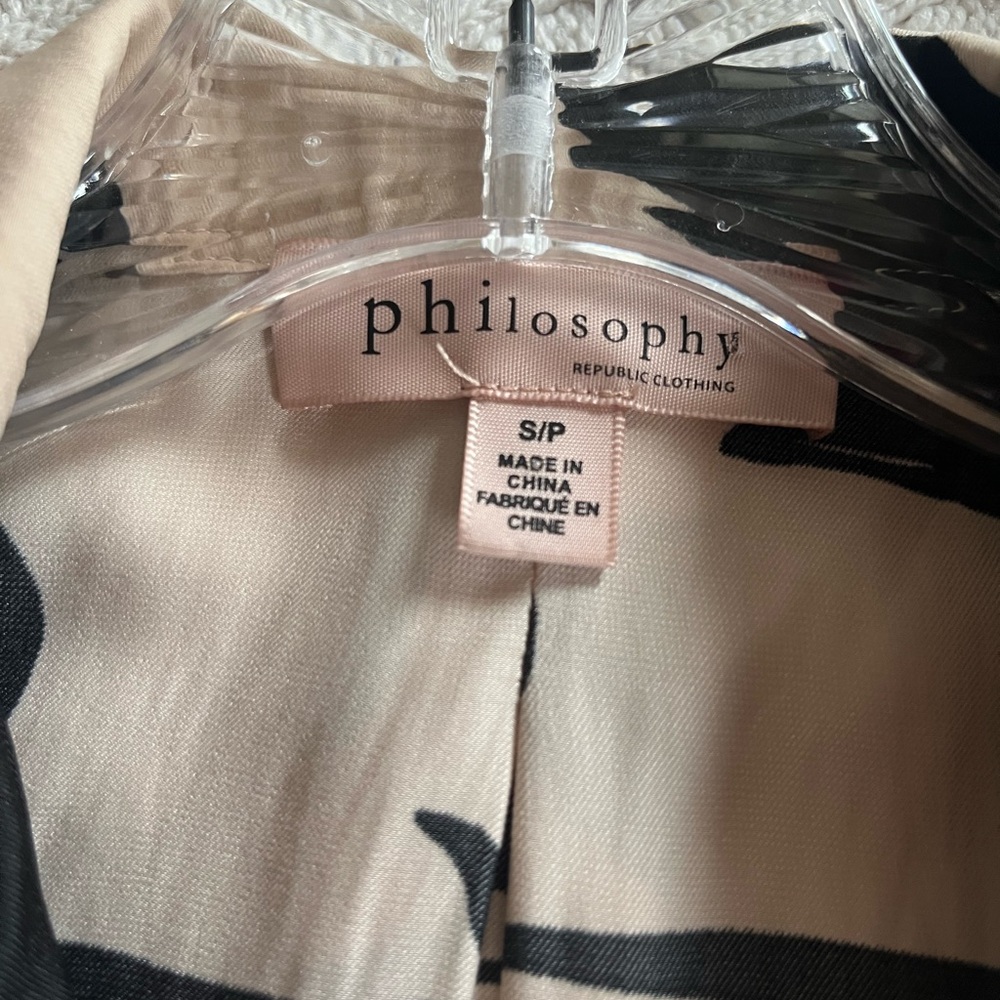 philosophy
REPUBLIC CLOTHING
S/P
MADE IN
CHINA
FABRIQUÉ EN
CHINE